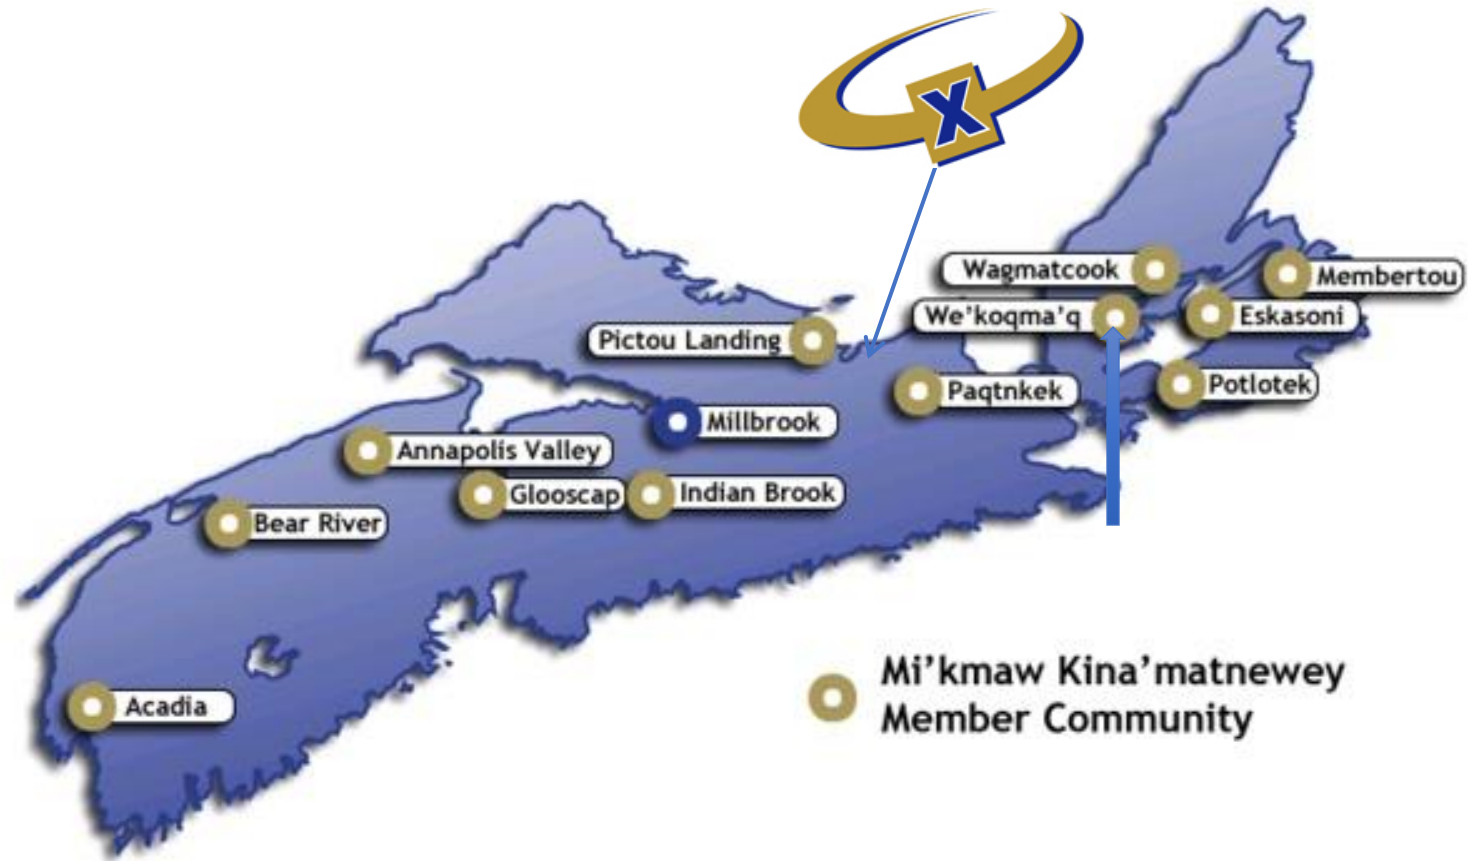 X
Wagmatcook
Membertou
We'koqma'q
Eskasoni
Pictou Landing
Paqtnkek
Potlotek
Millbrook
Annapolis Valley
Glooscap
Indian Brook
Bear River
Acadia
Mi'kmaw Kina'matnewey
Member Community